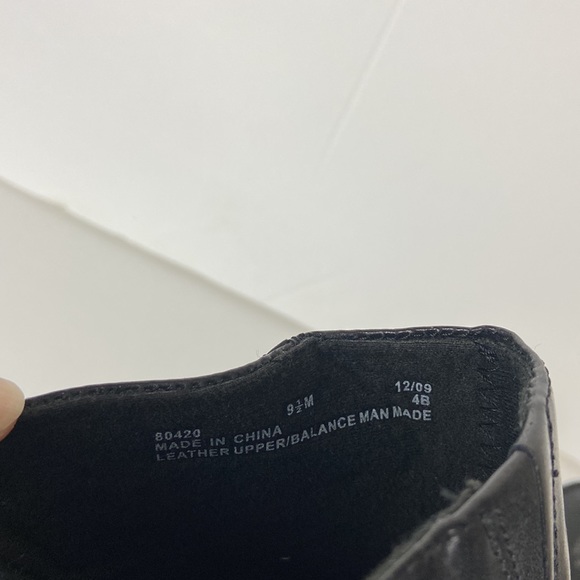 80420 9½M 12/09
MADE IN CHINA 4B
LEATHER UPPER/BALANCE MAN MADE